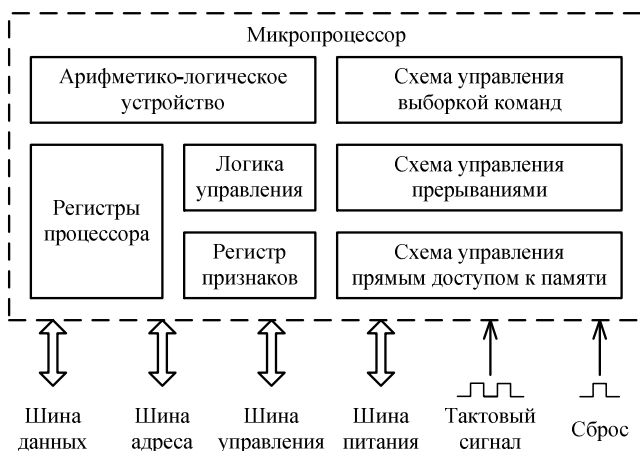 Микропроцессор
Арифметико-логическое
устройство
Схема управления
выборкой команд
Регистры
процессора
Логика
управления
Схема управления
прерываниями
Регистр
признаков
Схема управления
прямым доступом к памяти
Шина
данных
Шина
адреса
Шина
управления
Шина
питания
Тактовый
сигнал
Сброс